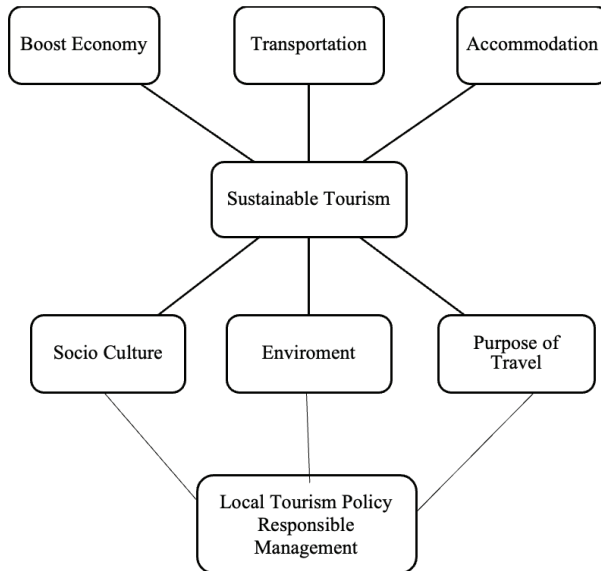 Boost Economy
Transportation
Accommodation
Sustainable Tourism
Socio Culture
Enviroment
Purpose of
Travel
Local Tourism Policy
Responsible
Management